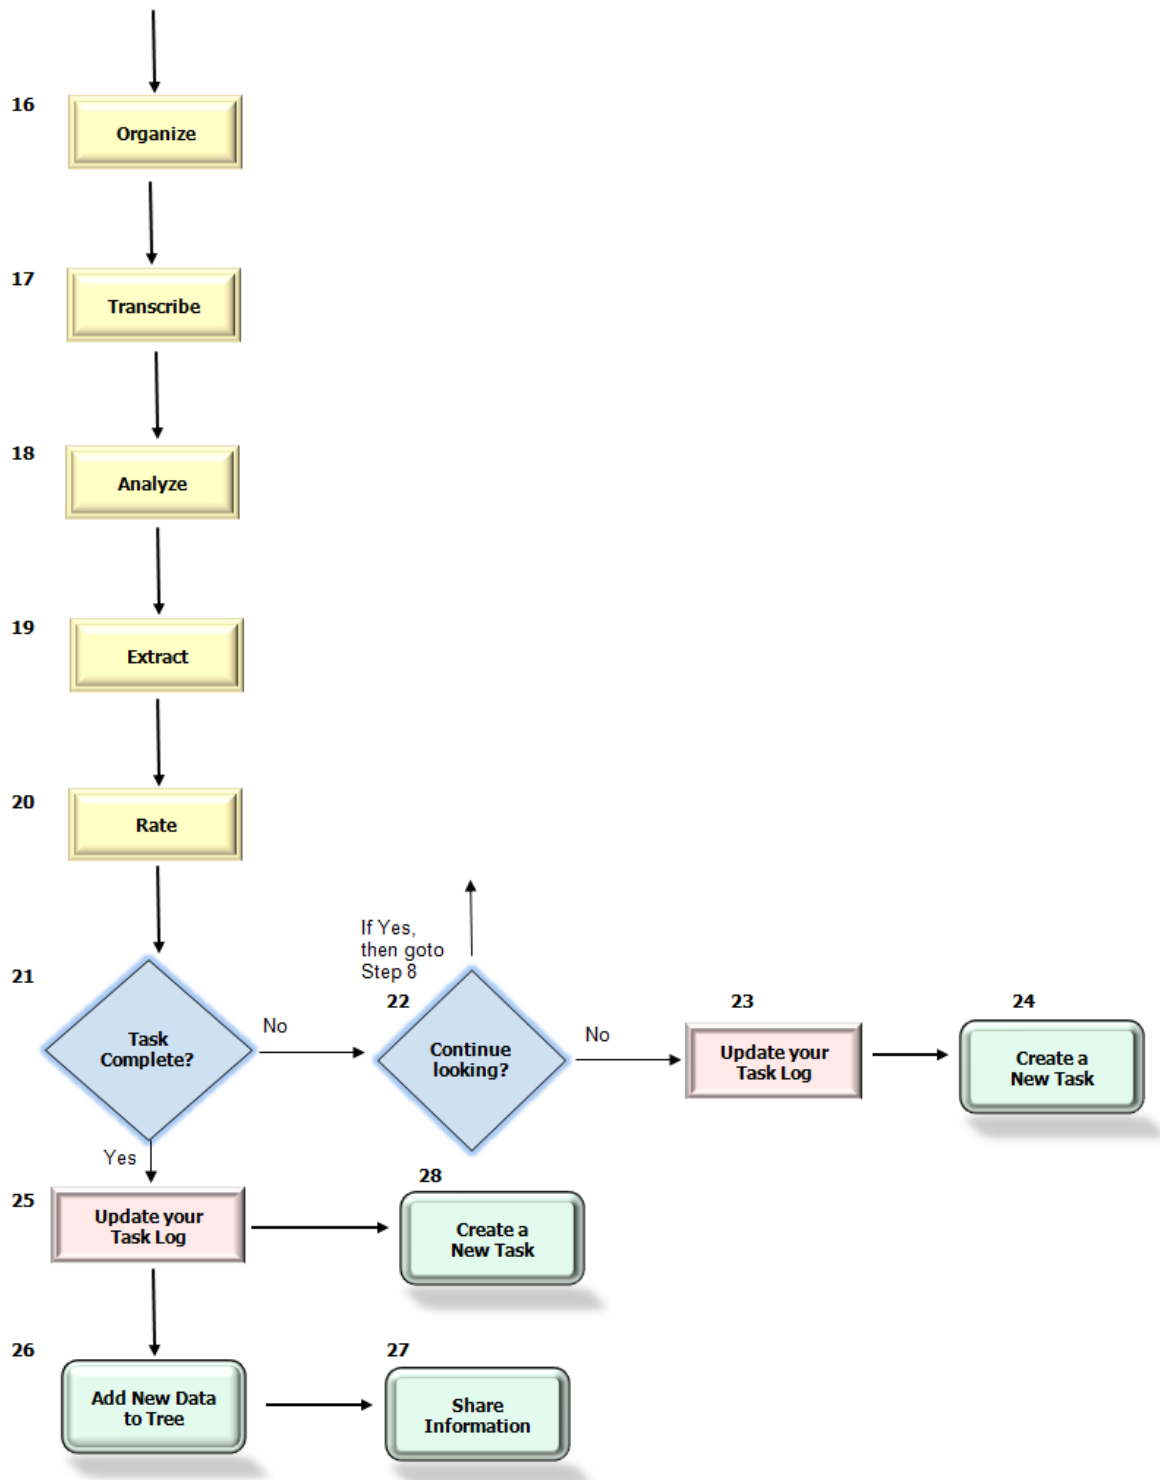 16
Organize
17
Transcribe
18
Analyze
19
Extract
20
Rate
21
Task
Complete?
No
If Yes,
then goto
Step 8
22
Continue
looking?
No
23
Update your
Task Log
24
Create a
New Task
Yes
25
Update your
Task Log
28
Create a
New Task
26
Add New Data
to Tree
27
Share
Information